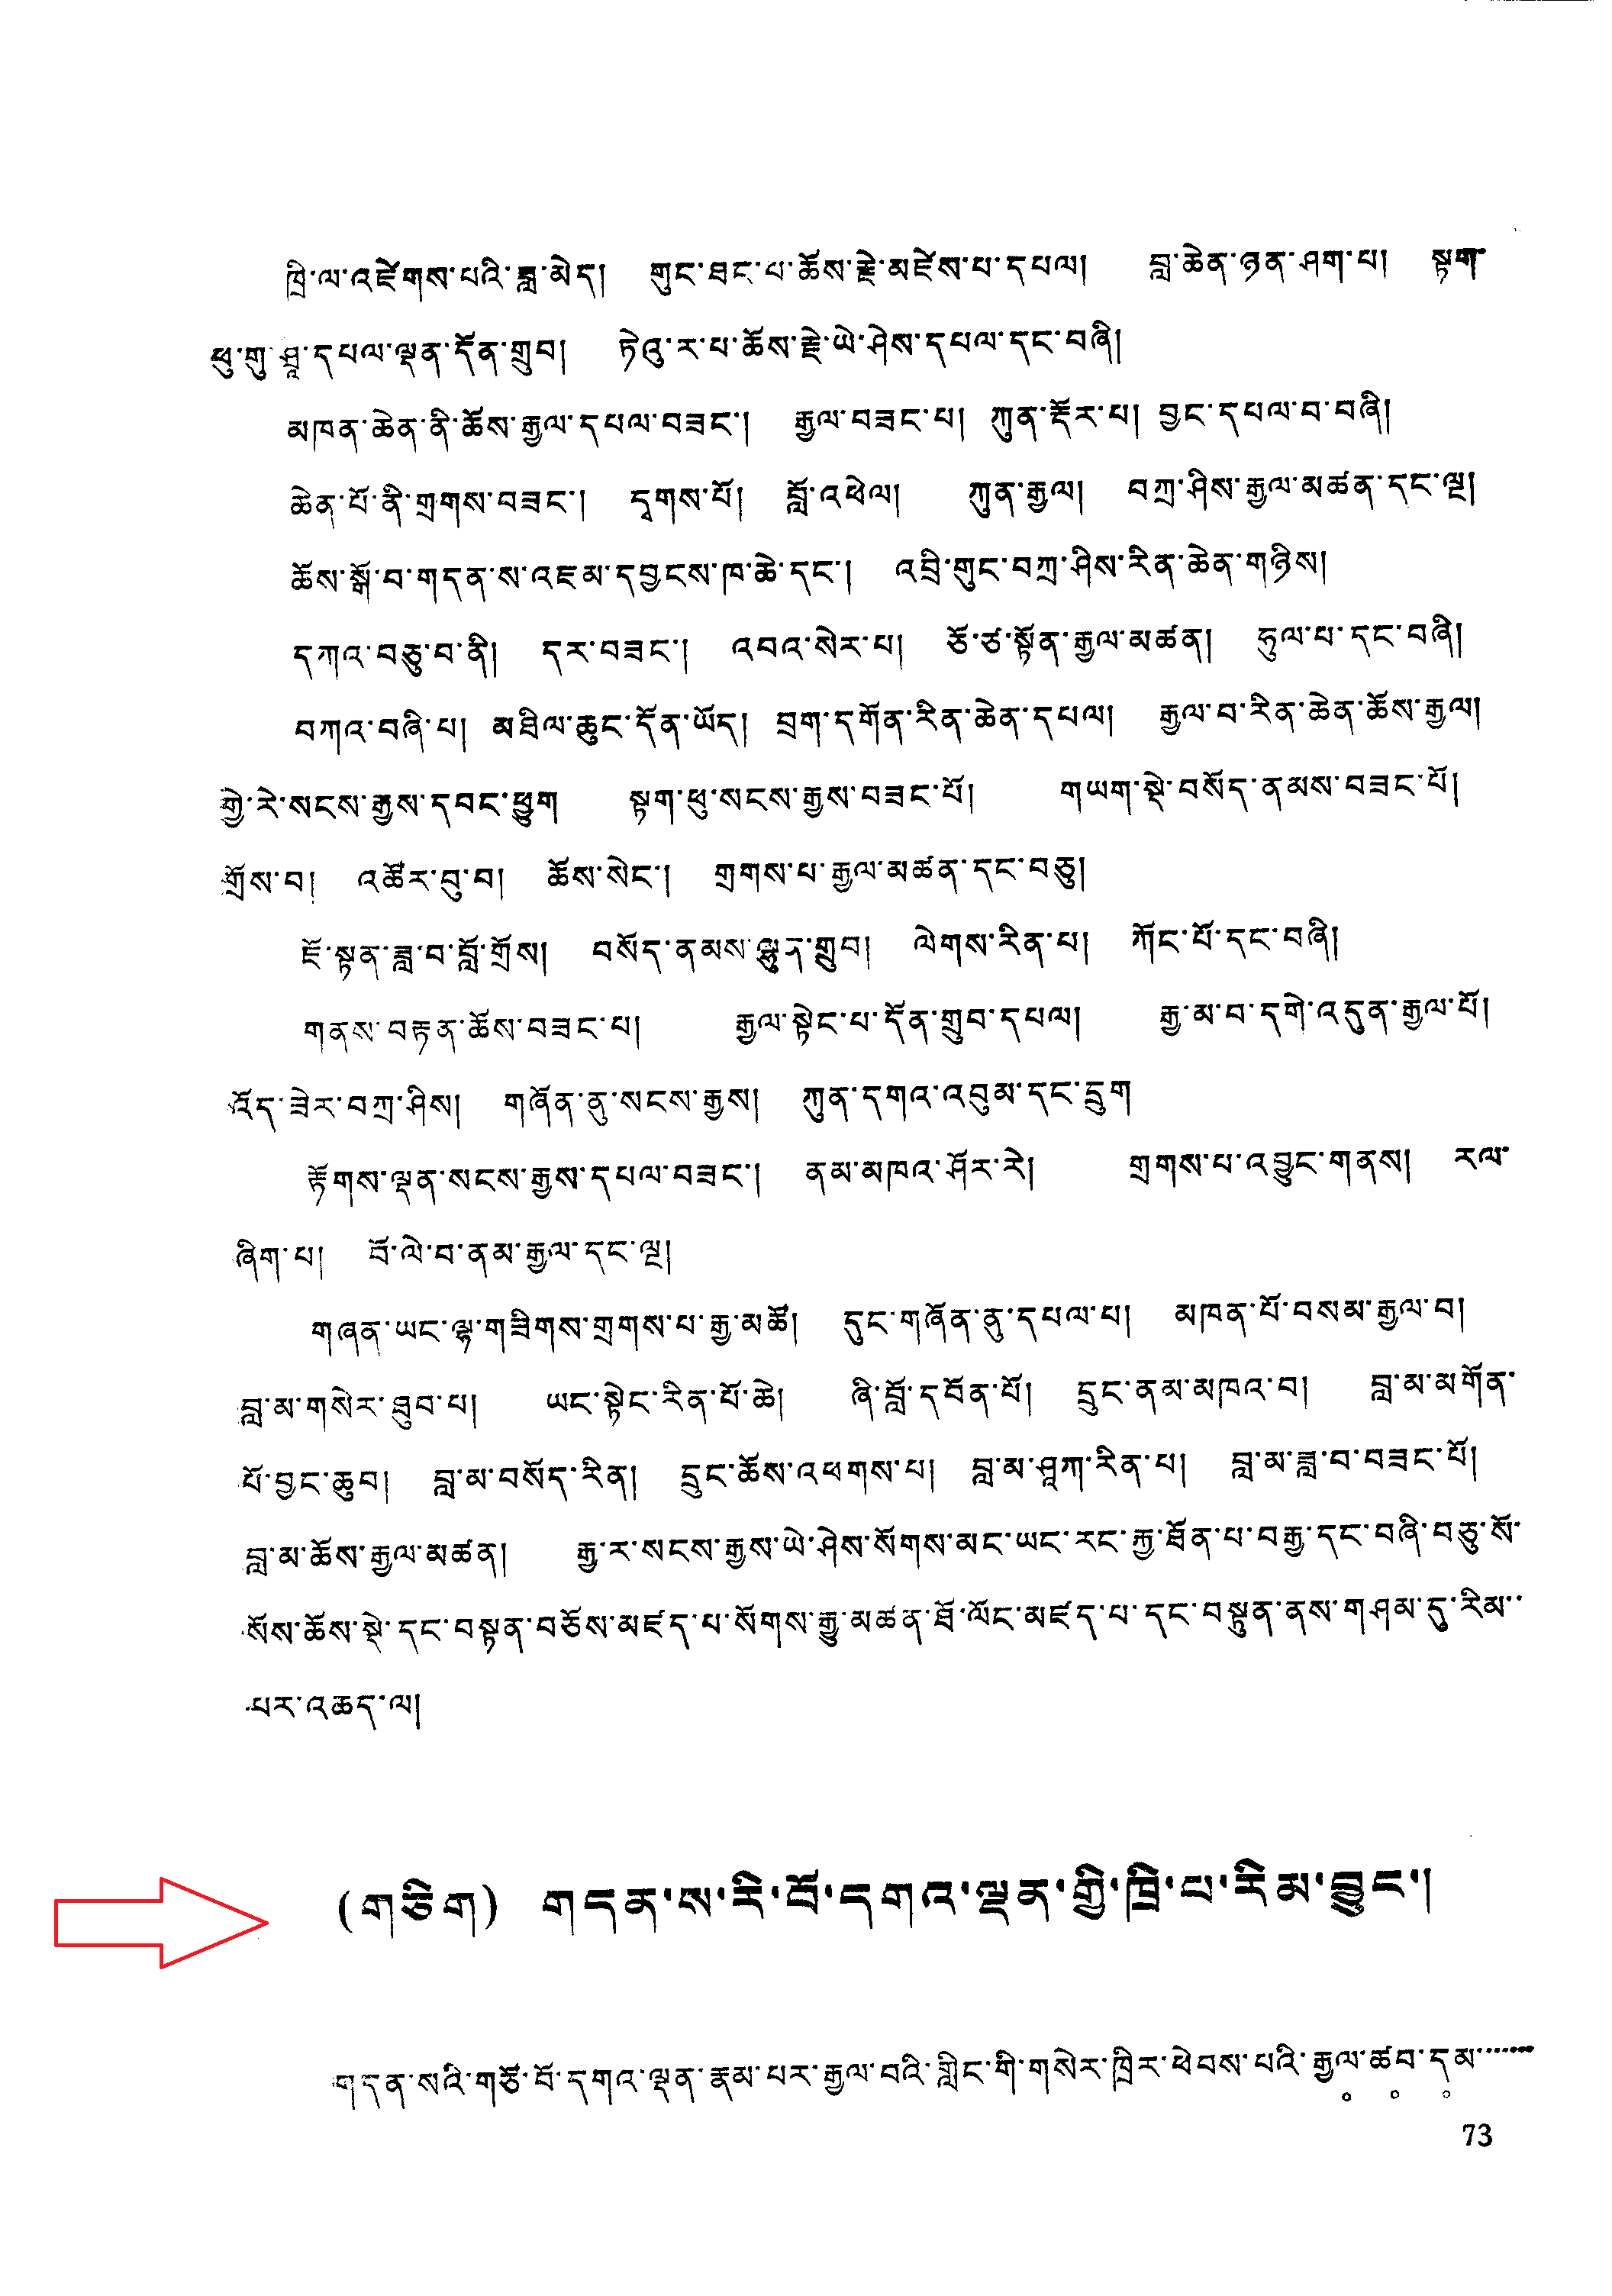 ཁྲི་ལ་འཛེགས་པའི་ཟླ་མེད། གུང་ཐང་པ་ཆོས་རྗེ་མཛེས་པ་དཔལ། བླ་ཆེན་ཉན་ཤག་པ། སྟག་
ཕུ་གུ་ཤྲཱི་དཔལ་ལྡན་དོན་གྲུབ། ཏེའུ་ར་པ་ཆོས་རྗེ་ཡེ་ཤེས་དཔལ་དང་བཞི།
མཁན་ཆེན་ནི་ཆོས་རྒྱལ་དཔལ་བཟང་། རྒྱལ་བཟང་པ། ཀུན་རྡོར་པ། བྱང་དཔལ་བ་བཞི།
ཆེན་པོ་ནི་གྲགས་བཟང་། དྭགས་པོ། བློ་འཕེལ། ཀུན་རྒྱལ། བཀྲ་ཤིས་རྒྱལ་མཚན་དང་ལྔ།
ཆོས་སྒོ་བ་གདན་ས་འཇམ་དབྱངས་ཁ་ཆེ་དང་། འབྲི་གུང་བཀྲ་ཤིས་རིན་ཆེན་གཉིས།
དཀའ་བཅུ་བ་ནི། དར་བཟང་། འབའ་སེར་པ། ཙོ་ཙ་སྟོན་རྒྱལ་མཚན། ཧུལ་པ་དང་བཞི།
བཀའ་བཞི་པ། མཐིལ་ཆུང་དོན་ཡོད། བྲག་དགོན་རིན་ཆེན་དཔལ། རྒྱལ་བ་རིན་ཆེན་ཆོས་རྒྱལ།
གྱེ་རེ་སངས་རྒྱས་དབང་ཕྱུག སྟག་ཕུ་སངས་རྒྱས་བཟང་པོ། གཡག་སྡེ་བསོད་ནམས་བཟང་པོ།
གྲོས་བ། འཚོར་བུ་བ། ཆོས་སེང་། གྲགས་པ་རྒྱལ་མཚན་དང་བཅུ།
ཇོ་སྟན་ཟླ་བ་བློ་གྲོས། བསོད་ནམས་ལྷུན་གྲུབ། ལེགས་རིན་པ། ཀོང་པོ་དང་བཞི།
གནས་བརྟན་ཆོས་བཟང་པ། རྒྱལ་སྟེང་པ་དོན་གྲུབ་དཔལ། རྒྱ་མ་བ་དགེ་འདུན་རྒྱལ་པོ།
འོད་ཟེར་བཀྲ་ཤིས། གཞོན་ནུ་སངས་རྒྱས། ཀུན་དགའ་འབུམ་དང་དྲུག
རྟོགས་ལྡན་སངས་རྒྱས་དཔལ་བཟང་། ནམ་མཁའ་ཤོར་རེ། གྲགས་པ་འབྱུང་གནས། རལ་
ཞིག་པ། བོ་ལེ་བ་ནམ་རྒྱལ་དང་ལྔ།
གཞན་ཡང་ལྷ་གཟིགས་གྲགས་པ་རྒྱ་མཚོ། དུང་གཞོན་ནུ་དཔལ་པ། མཁན་པོ་བསམ་རྒྱལ་བ།
བླ་མ་གསེར་ཐུབ་པ། ཡང་སྟེང་རིན་པོ་ཆེ། ཞི་བློ་དབོན་པོ། དྲུང་ནམ་མཁའ་བ། བླ་མ་མགོན་
པོ་བྱང་ཆུབ། བླ་མ་བསོད་རིན། དྲུང་ཆོས་འཕགས་པ། བླ་མ་ཤཱཀ་རིན་པ། བླ་མ་ཟླ་བ་བཟང་པོ།
བླ་མ་ཆོས་རྒྱལ་མཚན། རྒྱ་ར་སངས་རྒྱས་ཡེ་ཤེས་སོགས་མང་ཡང་རང་རྐྱ་ཐོན་པ་བརྒྱ་དང་བཞི་བཅུ་སོ་
སོས་ཆོས་སྡེ་དང་བསྟན་བཅོས་མཛད་པ་སོགས་རྒྱུ་མཚན་ཐོ་ལོང་མཛད་པ་དང་བསྟུན་ནས་གཤམ་དུ་རིམ་་
པར་འཆད་ལ།
(གཅིག) གདན་ས་རི་བོ་དགའ་ལྡན་གྱི་ཁྲི་པ་རིམ་བྱུང་།
གདན་སའི་གཙོ་བོ་དགའ་ལྡན་རྣམ་པར་རྒྱལ་བའི་གླིང་གི་གསེར་ཁྲིར་ཕེབས་པའི་རྒྱལ༷་ཚབ༷་དམ༷་……
73